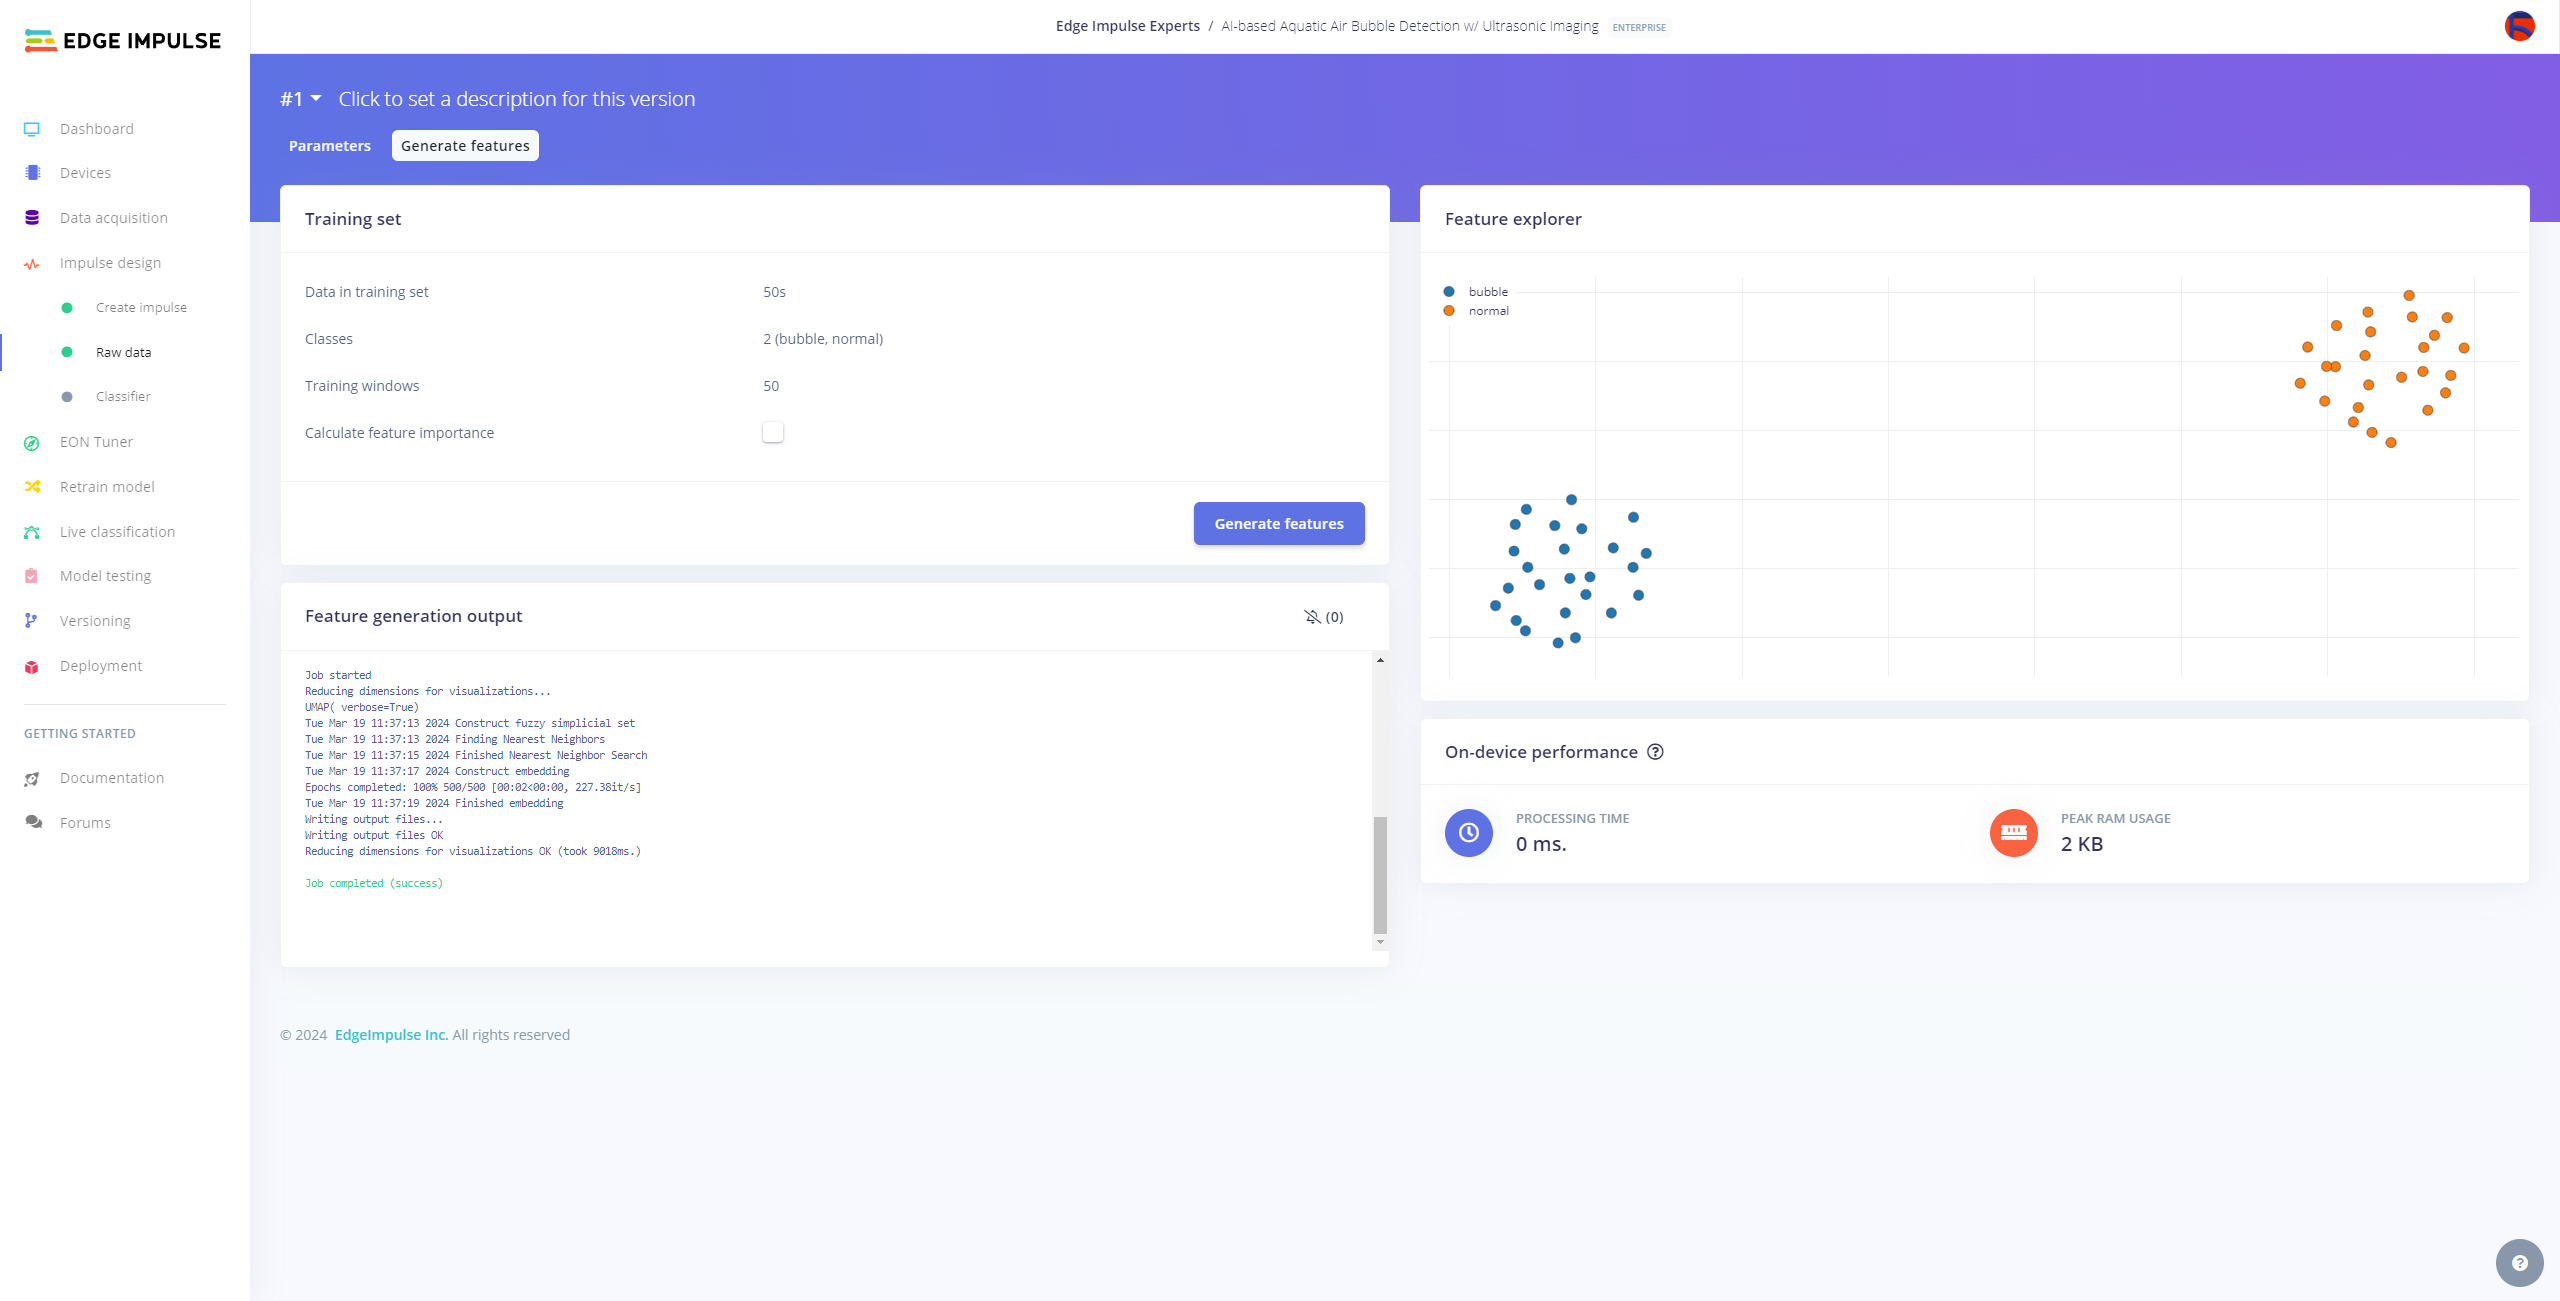 EDGE IMPULSE
Edge Impulse Experts / AI-based Aquatic Air Bubble Detection w/ Ultrasonic Imaging ENTERPRISE
#1 Click to set a description for this version
Parameters Generate features
Dashboard
Devices
Data acquisition
Impulse design
Create impulse
Raw data
Classifier
EON Tuner
Retrain model
Live classification
Model testing
Versioning
Deployment
GETTING STARTED
Documentation
Forums
Training set
Data in training set 50s
Classes 2 (bubble, normal)
Training windows 50
Calculate feature importance
Generate features
Feature generation output (0)
Job started
Reducing dimensions for visualizations...
UMAP( verbose=True)
Tue Mar 19 11:37:13 2024 Construct fuzzy simplicial set
Tue Mar 19 11:37:13 2024 Finding Nearest Neighbors
Tue Mar 19 11:37:15 2024 Finished Nearest Neighbor Search
Tue Mar 19 11:37:17 2024 Construct embedding
Epochs completed: 100% 500/500 [00:02<00:00, 227.38it/s]
Tue Mar 19 11:37:19 2024 Finished embedding
Writing output files...
Writing output files OK
Reducing dimensions for visualizations OK (took 9018ms.)
Job completed (success)
Feature explorer
bubble
normal
On-device performance ?
PROCESSING TIME
0 ms.
PEAK RAM USAGE
2 KB
© 2024 EdgeImpulse Inc. All rights reserved
?